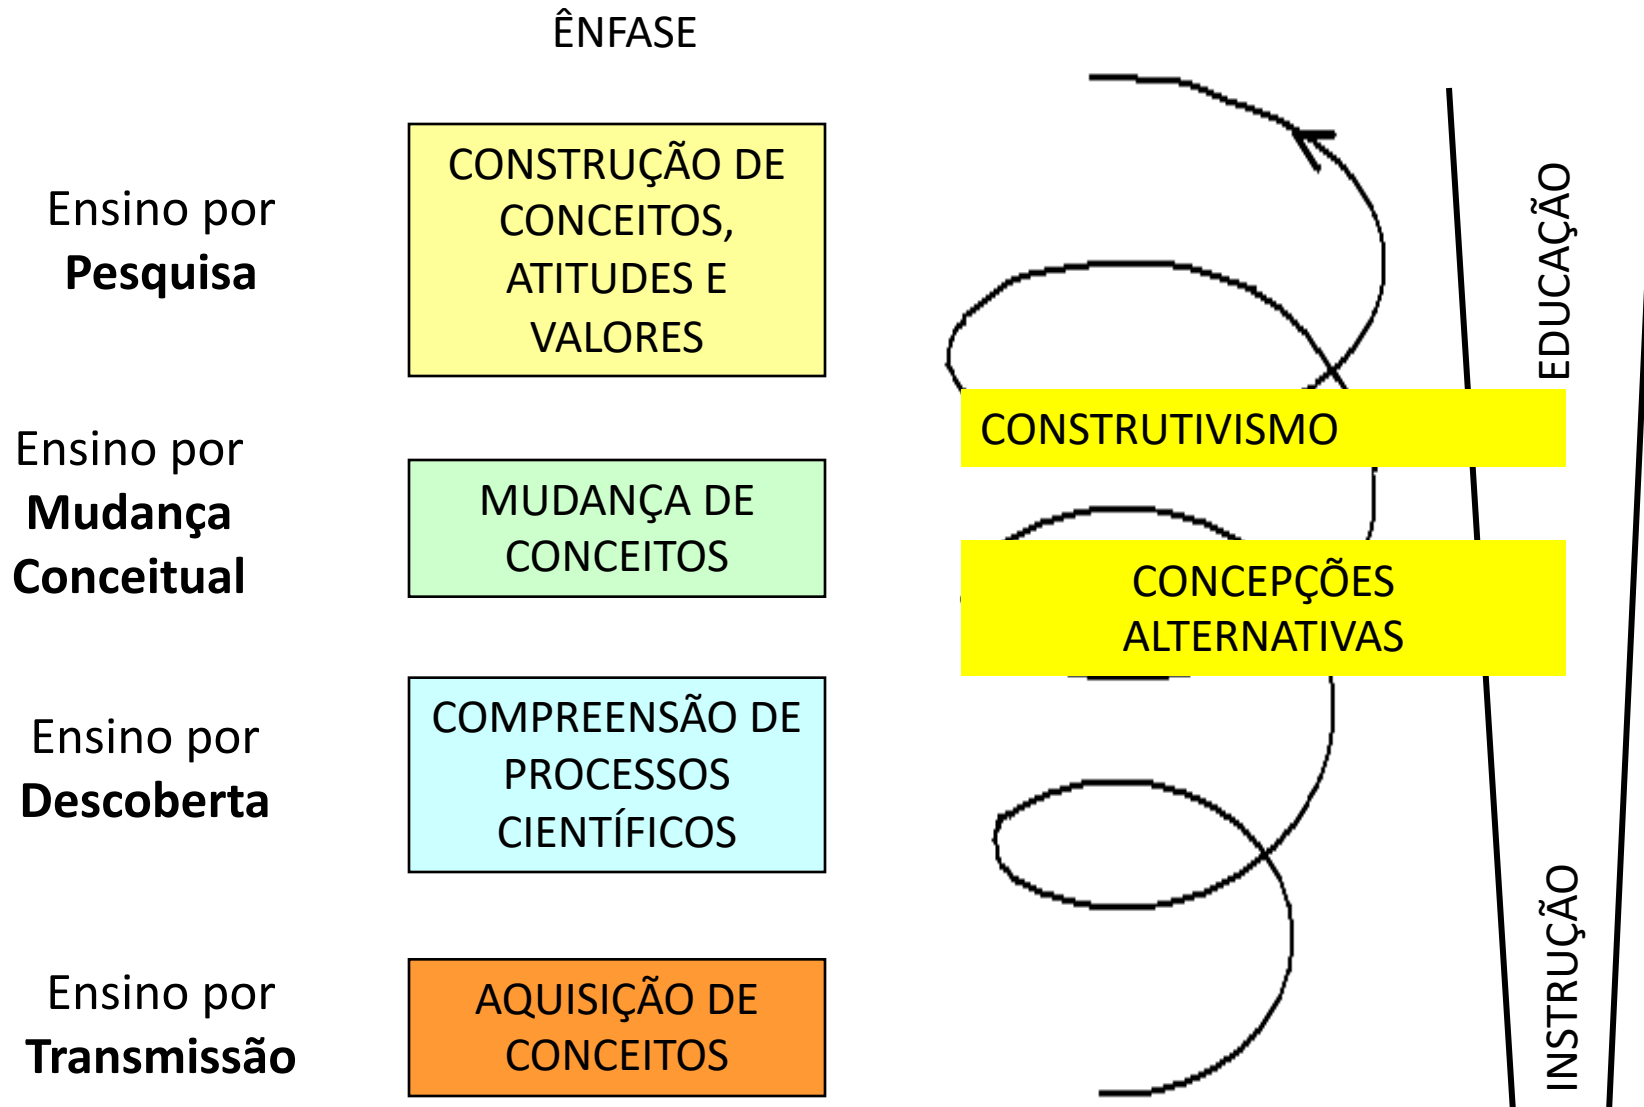 ÊNFASE
Ensino por
Pesquisa
CONSTRUÇÃO DE
CONCEITOS,
ATITUDES E
VALORES
Ensino por
Mudança
Conceitual
MUDANÇA DE
CONCEITOS
Ensino por
Descoberta
COMPREENSÃO DE
PROCESSOS
CIENTÍFICOS
Ensino por
Transmissão
AQUISIÇÃO DE
CONCEITOS
CONSTRUTIVISMO
CONCEPÇÕES
ALTERNATIVAS
EDUCAÇÃO
INSTRUÇÃO